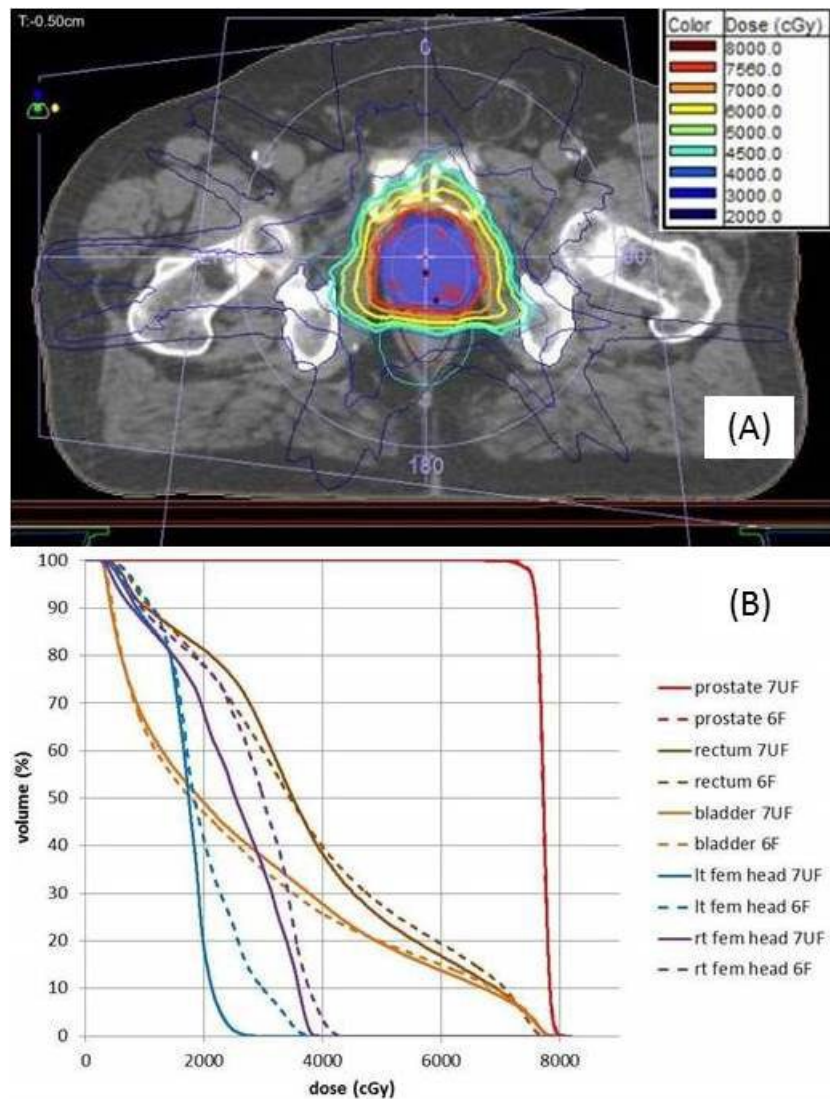 T:-0.50cm
Color Dose (cGy)
8000.0
7560.0
7000.0
6000.0
5000.0
4500.0
4000.0
3000.0
2000.0
0
180
(A)
(B)
100
90
80
70
60
50
40
30
20
10
0
volume (%)
0 2000 4000 6000 8000
dose (cGy)
prostate 7UF
prostate 6F
rectum 7UF
rectum 6F
bladder 7UF
bladder 6F
lt fem head 7UF
lt fem head 6F
rt fem head 7UF
rt fem head 6F